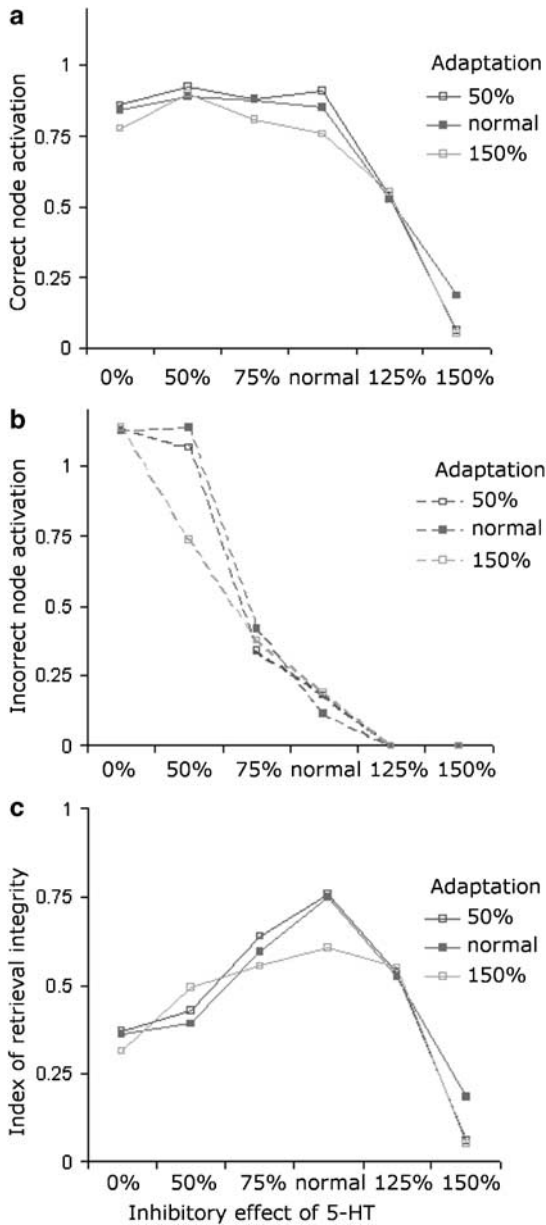 a
1
0.75
0.5
0.25
0
Correct node activation
Adaptation
50%
normal
150%
0% 50% 75% normal 125% 150%
b
1
0.75
0.5
0.25
0
Incorrect node activation
Adaptation
50%
normal
150%
0% 50% 75% normal 125% 150%
c
1
0.75
0.5
0.25
0
Index of retrieval integrity
Adaptation
50%
normal
150%
0% 50% 75% normal 125% 150%
Inhibitory effect of 5-HT